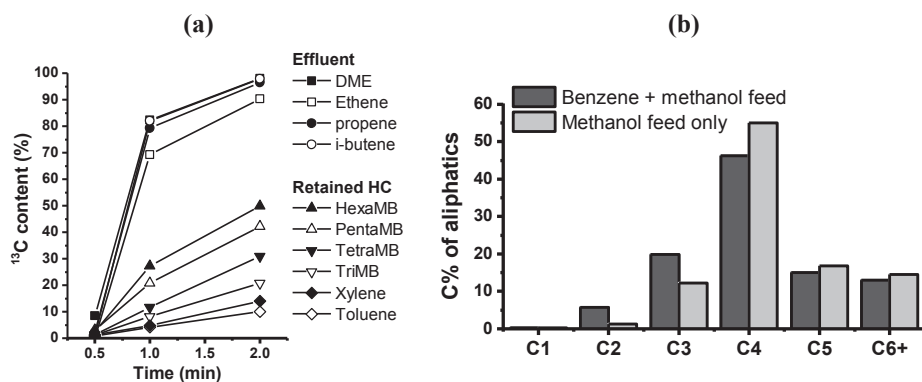 (a)
(b)
¹³C content (%)
100
90
80
70
60
50
40
30
20
10
0
0.5
1.0
(min)
2.0
1.5
Time (min)
Effluent
DME
Ethene
propene
i-butene
Retained HC
HexaMB
PentaMB
TetraMB
TriMB
Xylene
Toluene
C% of aliphatics
60
50
40
30
20
10
0
Benzene + methanol feed
Methanol feed only
C1
C2
C3
C4
C5
C6+